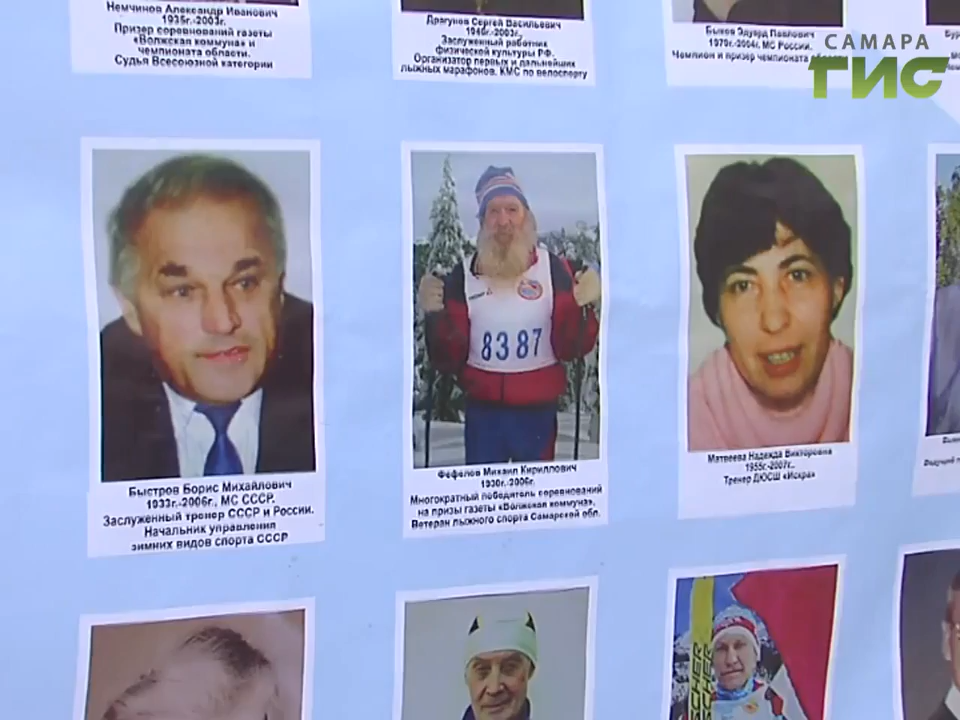 Немчинов Александр Иванович
1935г.-2003г.
Призер соревнований газеты
«Волжская коммуна» и
чемпионата области.
Судья Всесоюзной категории
Драгунов Сергей Васильевич
1940г.-2003г.
Заслуженный работник
физической культуры РФ.
Организатор первых и дальнейших
лыжных марафонов. КМС по велоспорту
Быков Эдуард Павлович
1970г.-2004г. МС России.
Чемпион и призер чемпионата
САМАРА
ГИС
8387
Быстров Борис Михайлович
1933г.-2006г., МС СССР.
Заслуженный тренер СССР и России.
Начальник управления
зимних видов спорта СССР
Фефелов Михаил Кириллович
1930г.-2006г.
Многократный победитель соревнований
на призы газеты «Волжская коммуна»,
Ветеран лыжного спорта Самарской обл.
Матвеева Надежда Викторовна
1955г.-2007г.,
Тренер ДЮСШ «Искра»
SCHER
SCHER